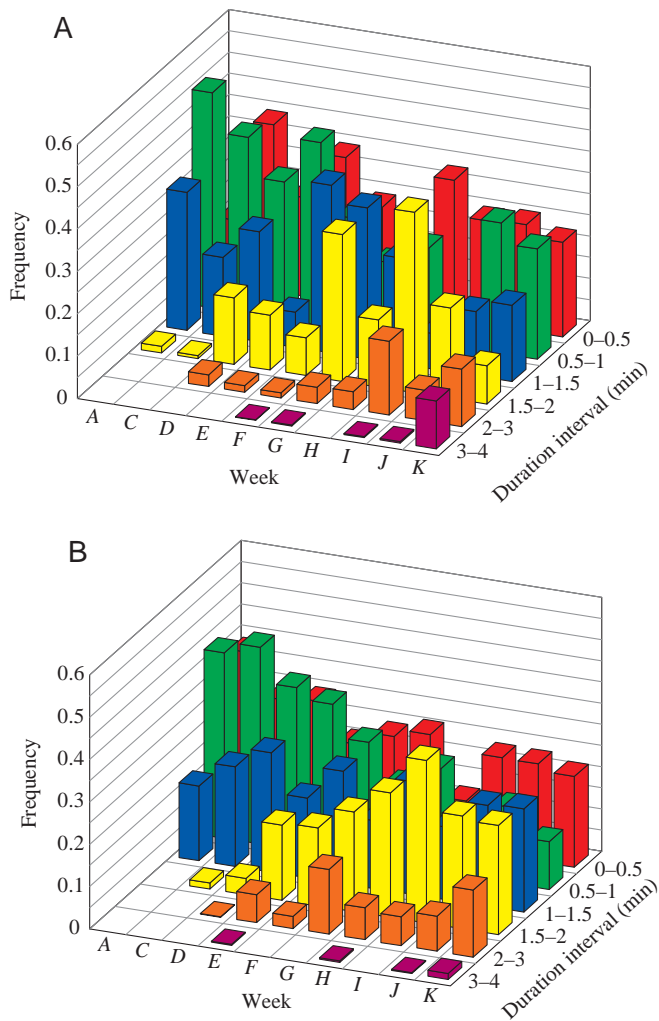 A
0.6
0.5
0.4
0.3
0.2
0.1
0
Frequency
A C D E F G H I J K
Week
0–0.5
0.5–1
1–1.5
1.5–2
2–3
3–4
Duration interval (min)
B
0.6
0.5
0.4
0.3
0.2
0.1
0
Frequency
A C D E F G H I J K
Week
0–0.5
0.5–1
1–1.5
1.5–2
2–3
3–4
Duration interval (min)